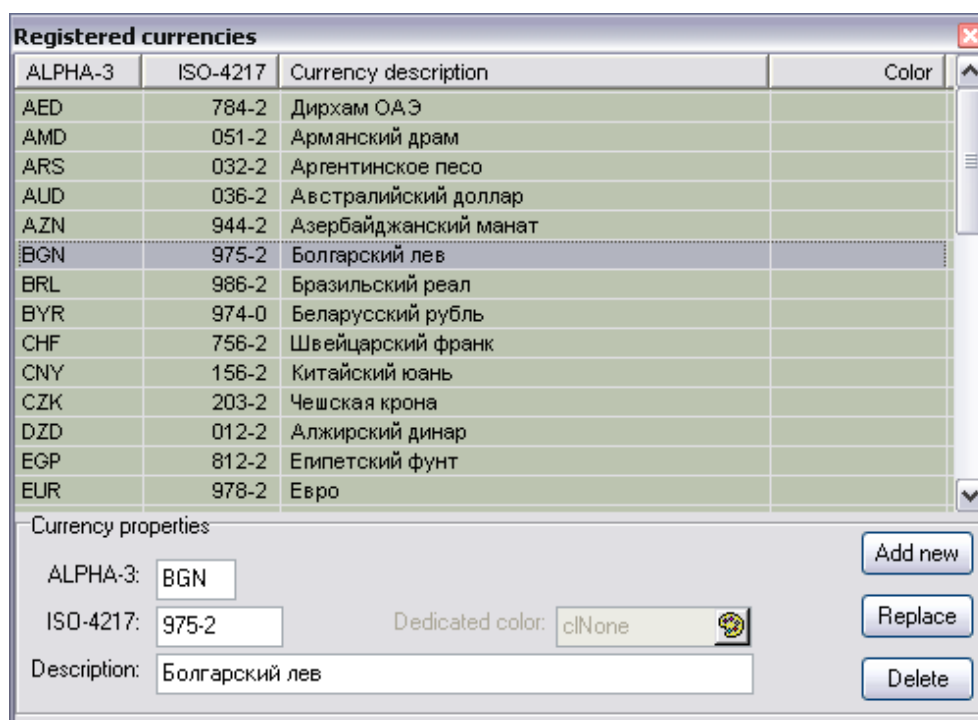 Registered currencies
ALPHA-3 ISO-4217 Currency description Color
AED 784-2 Дирхам ОАЭ
AMD 051-2 Армянский драм
ARS 032-2 Аргентинское песо
AUD 036-2 Австралийский доллар
AZN 944-2 Азербайджанский манат
BGN 975-2 Болгарский лев
BRL 986-2 Бразильский реал
BYR 974-0 Беларусский рубль
CHF 756-2 Швейцарский франк
CNY 156-2 Китайский юань
CZK 203-2 Чешская крона
DZD 012-2 Алжирский динар
EGP 812-2 Египетский фунт
EUR 978-2 Евро
Currency properties
ALPHA-3: BGN
ISO-4217: 975-2 Dedicated color: clNone
Description: Болгарский лев
Add new
Replace
Delete